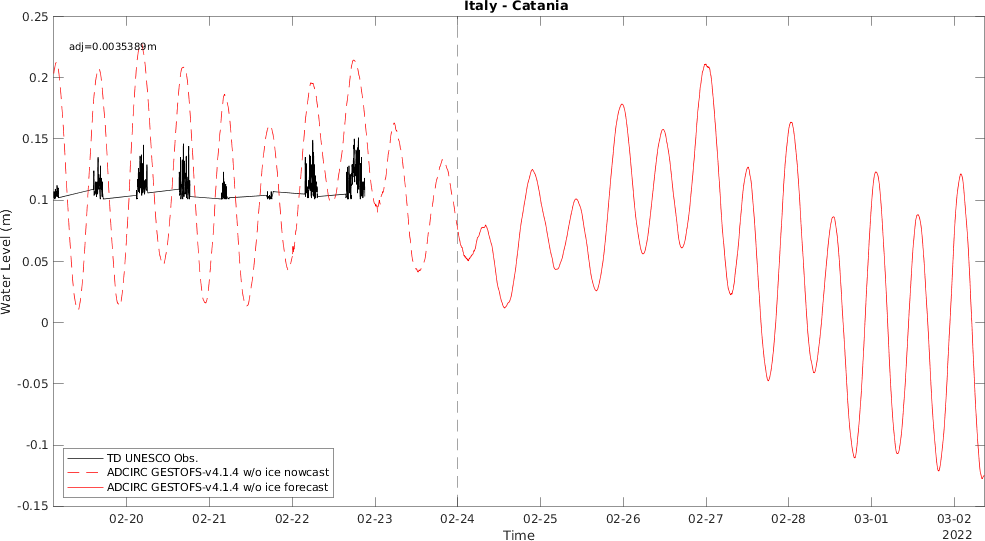 Italy - Catania
adj=0.0035389m
Water Level (m)
0.25
0.2
0.15
0.1
0.05
0
-0.05
-0.1
-0.15
TD UNESCO Obs.
ADCIRC GESTOFS-v4.1.4 w/o ice nowcast
ADCIRC GESTOFS-v4.1.4 w/o ice forecast
02-20 02-21 02-22 02-23 02-24 02-25 02-26 02-27 02-28 03-01 03-02
Time
2022